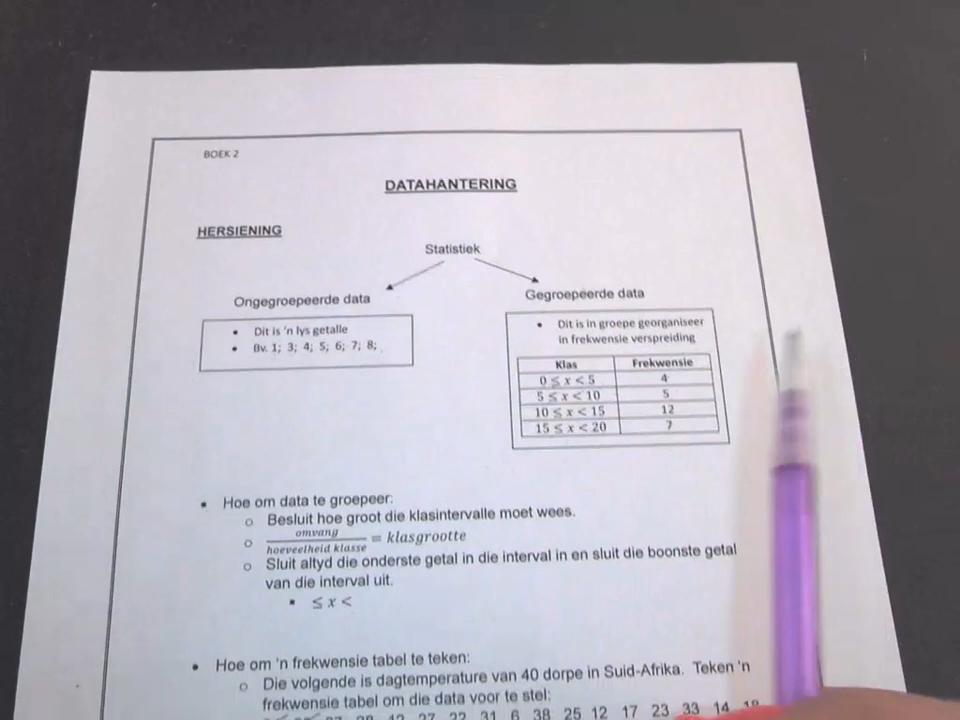 BOEK 2
DATAHANTERING
HERSIENING
Statistiek
Ongegroepeerde data
• Dit is 'n lys getalle
• Bv. 1; 3; 4; 5; 6; 7; 8;
Gegroepeerde data
• Dit is in groepe georganiseer
in frekwensie verspreiding
Klas Frekwensie
0 ≤ x < 5 4
5 ≤ x < 10 5
10 ≤ x < 15 12
15 ≤ x < 20 7
• Hoe om data te groepeer:
o Besluit hoe groot die klasintervalle moet wees.
o omvang / hoeveelheid klasse = klasgrootte
o Sluit altyd die onderste getal in die interval in en sluit die boonste getal
van die interval uit.
▪ ≤ x <
• Hoe om 'n frekwensie tabel te teken:
o Die volgende is dagtemperature van 40 dorpe in Suid-Afrika. Teken 'n
frekwensie tabel om die data voor te stel:
27 22 31 6 38 25 12 17 23 33 14